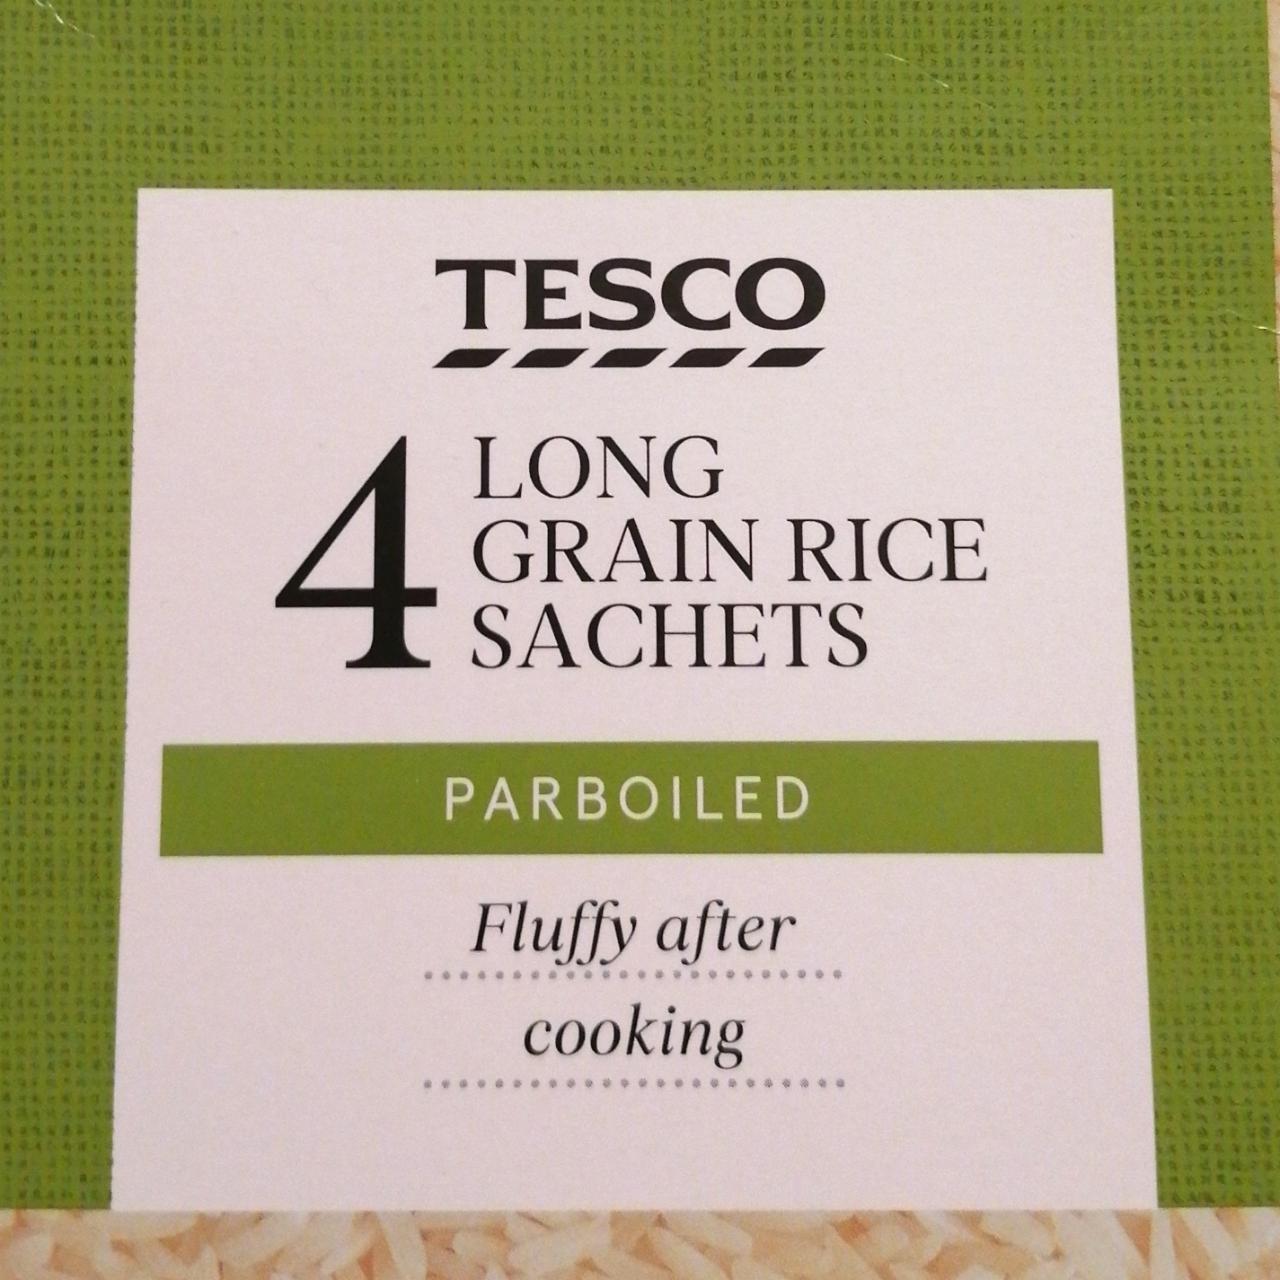 TESCO
4 LONG
GRAIN RICE
SACHETS
PARBOILED
Fluffy after
cooking